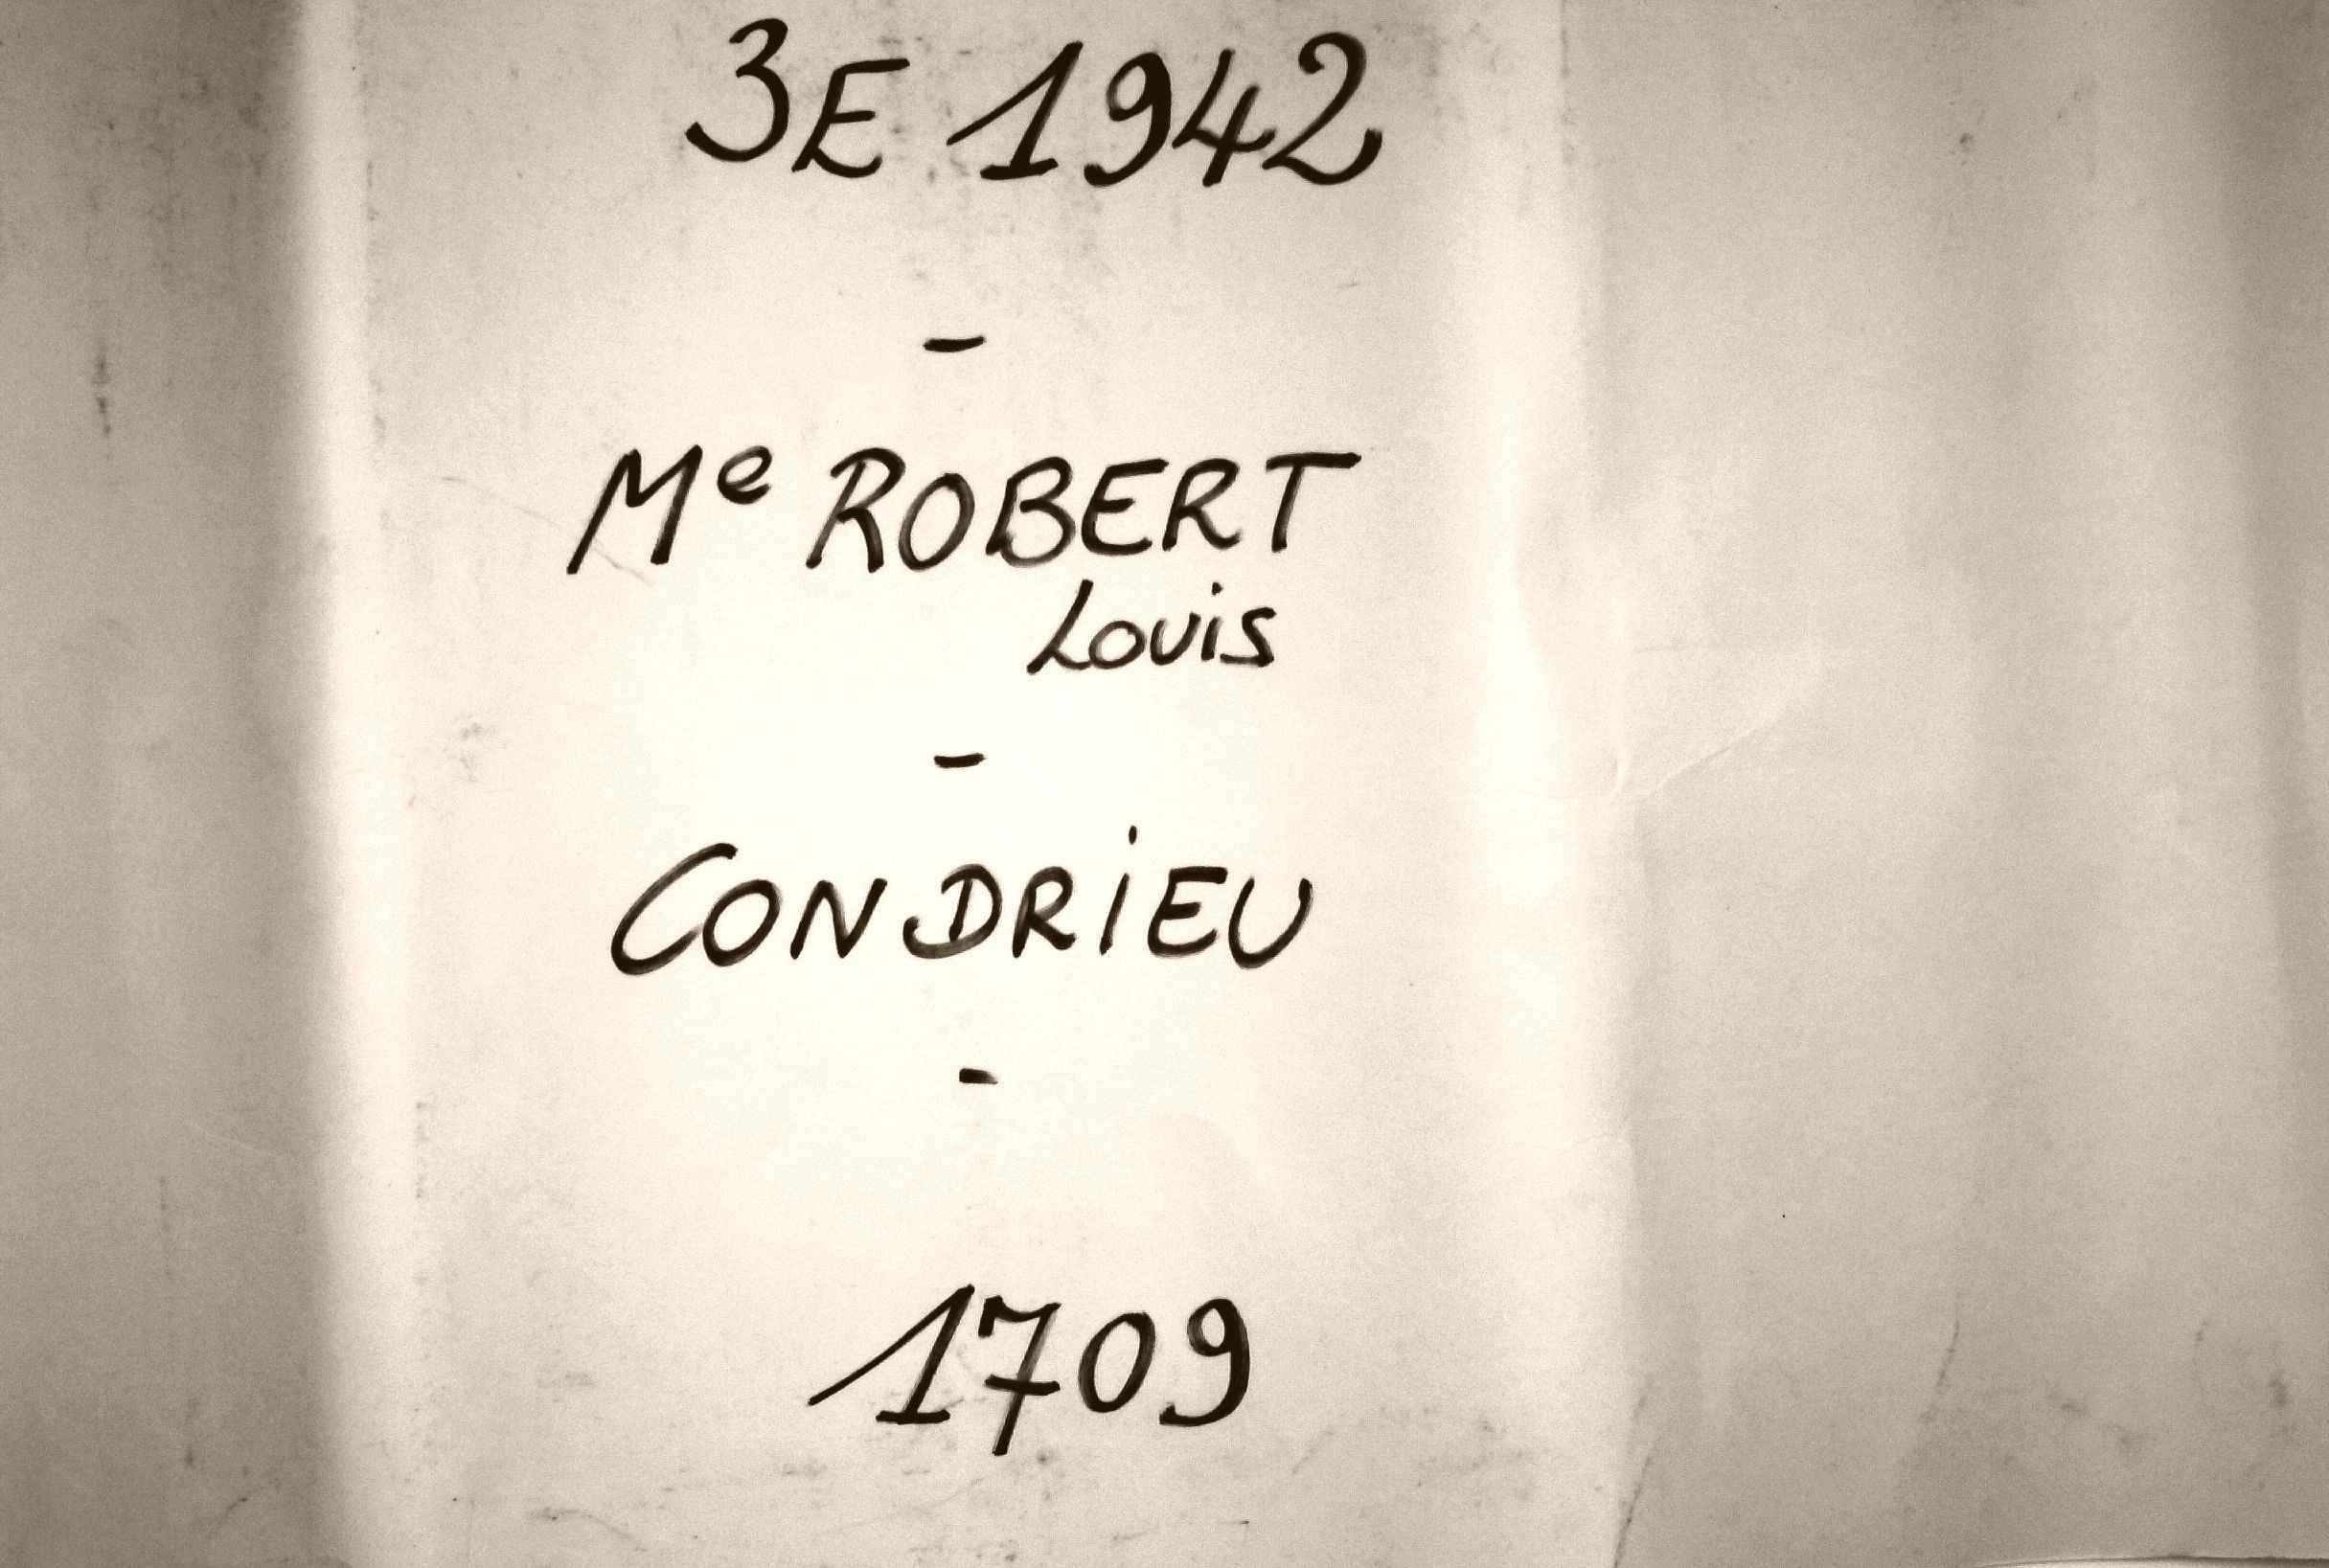 3E 1942
-
Me ROBERT
Louis
-
CONDRiEU
-
1709